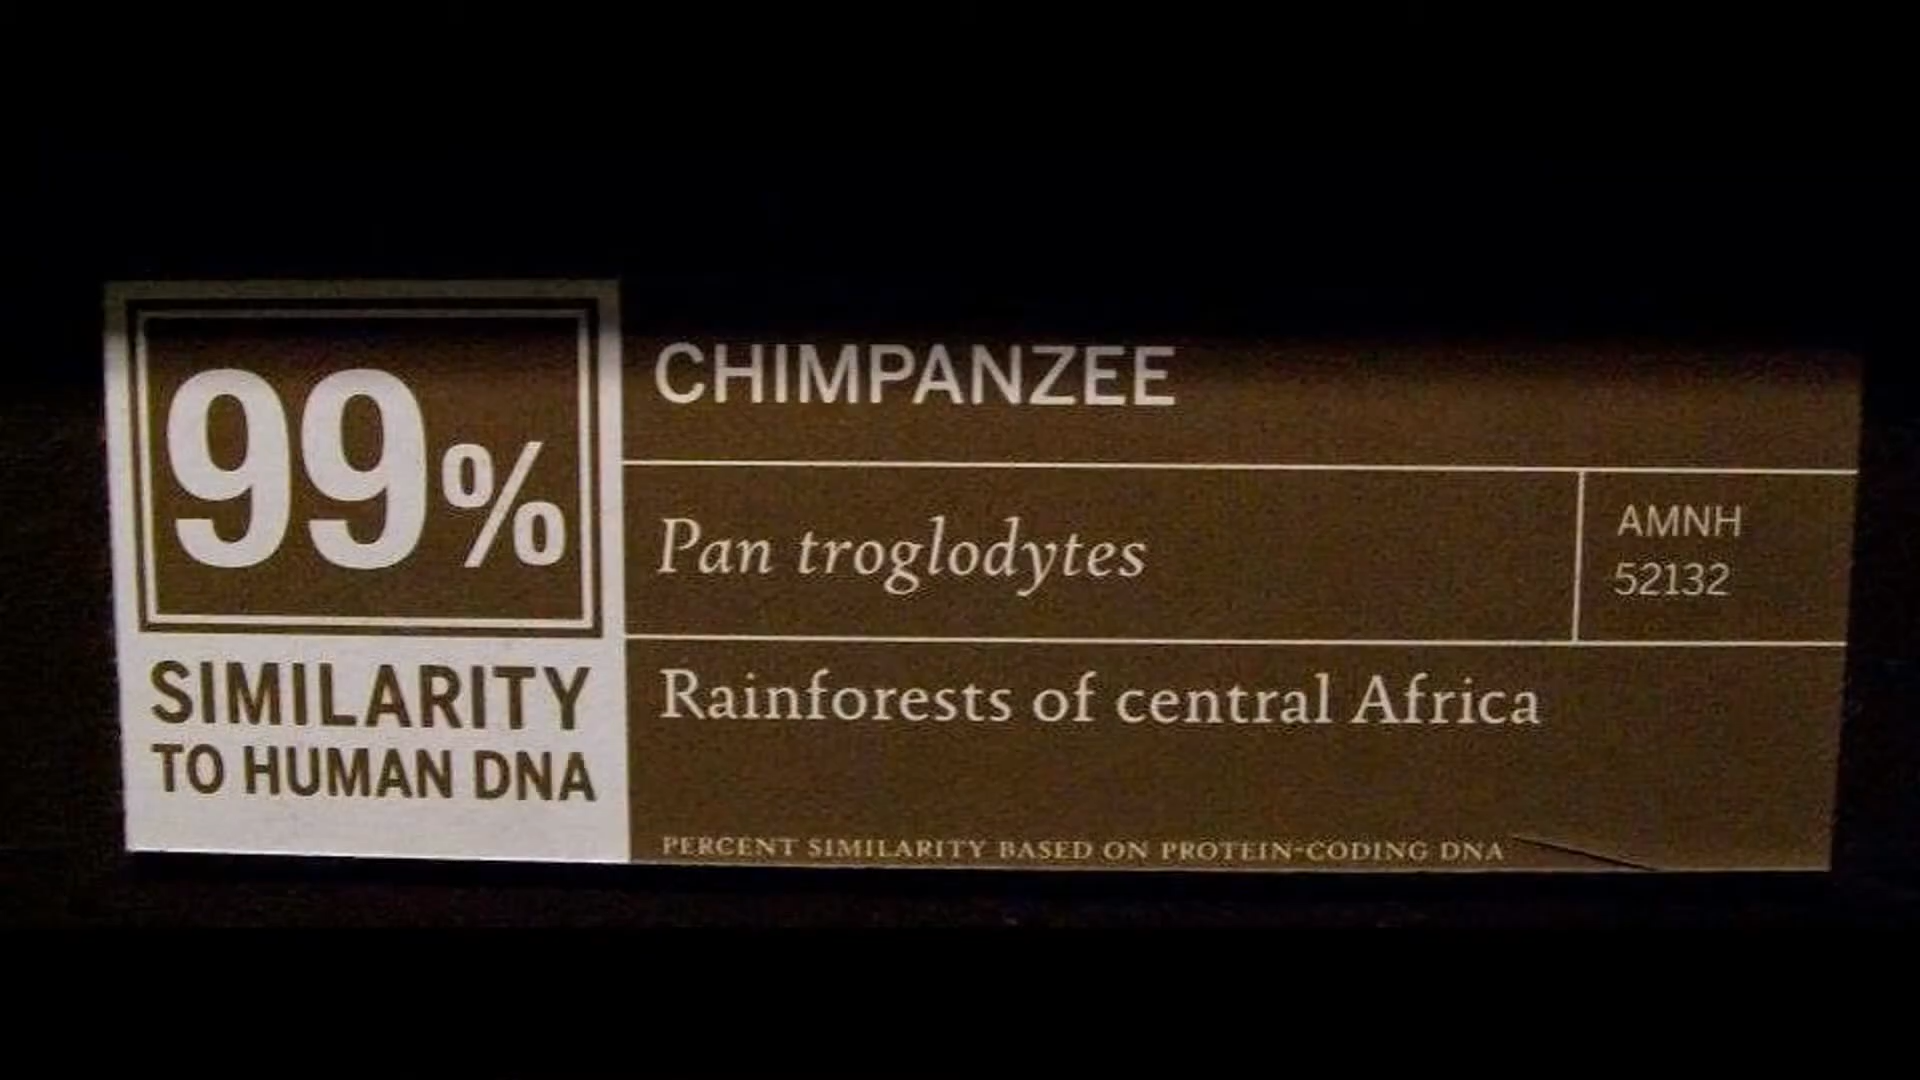 99%
SIMILARITY
TO HUMAN DNA
CHIMPANZEE
Pan troglodytes
AMNH
52132
Rainforests of central Africa
PERCENT SIMILARITY BASED ON PROTEIN-CODING DNA